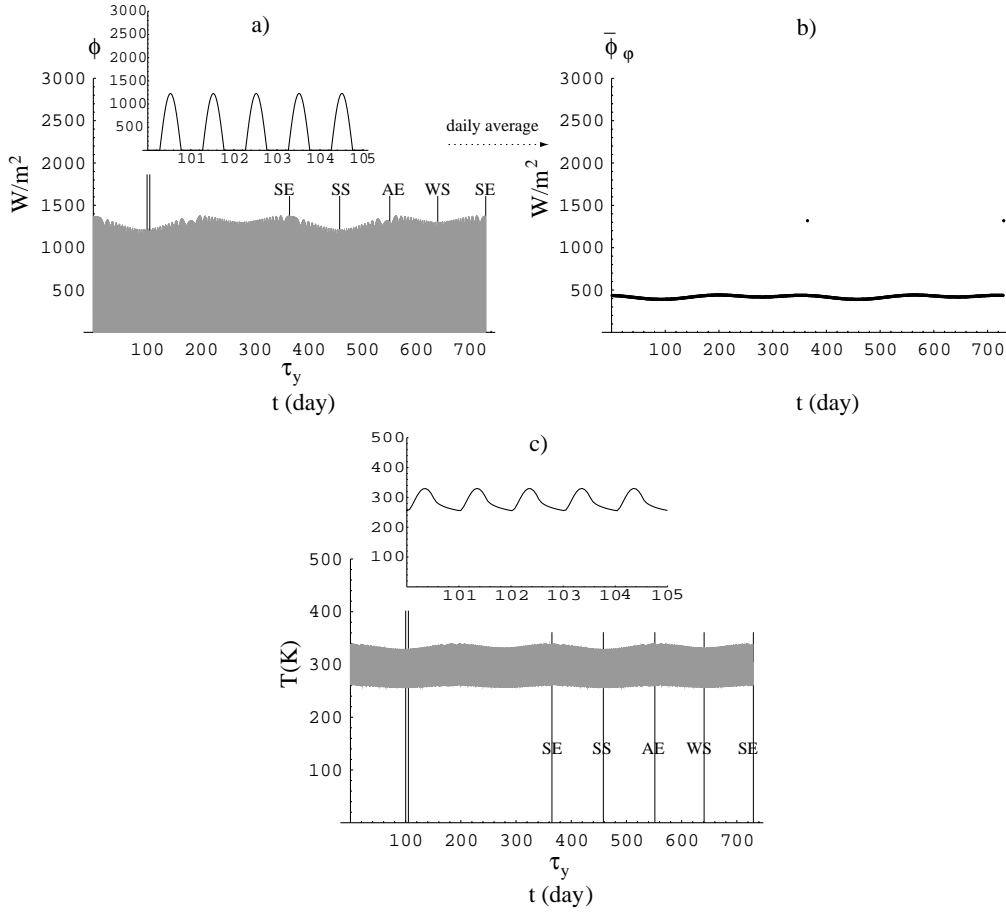 a)
ϕ
3000
2500
2000
1500
1000
500
101 102 103 104 105
3000
2500
2000
1500
1000
500
W/m²
SE SS AE WS SE
100 200 300 400 500 600 700
τy
t (day)
daily average
b)
ϕ̄ φ
3000
2500
2000
1500
1000
500
W/m²
100 200 300 400 500 600 700
t (day)
c)
500
400
300
200
100
101 102 103 104 105
500
400
300
200
100
T(K)
SE SS AE WS SE
100 200 300 400 500 600 700
τy
t (day)